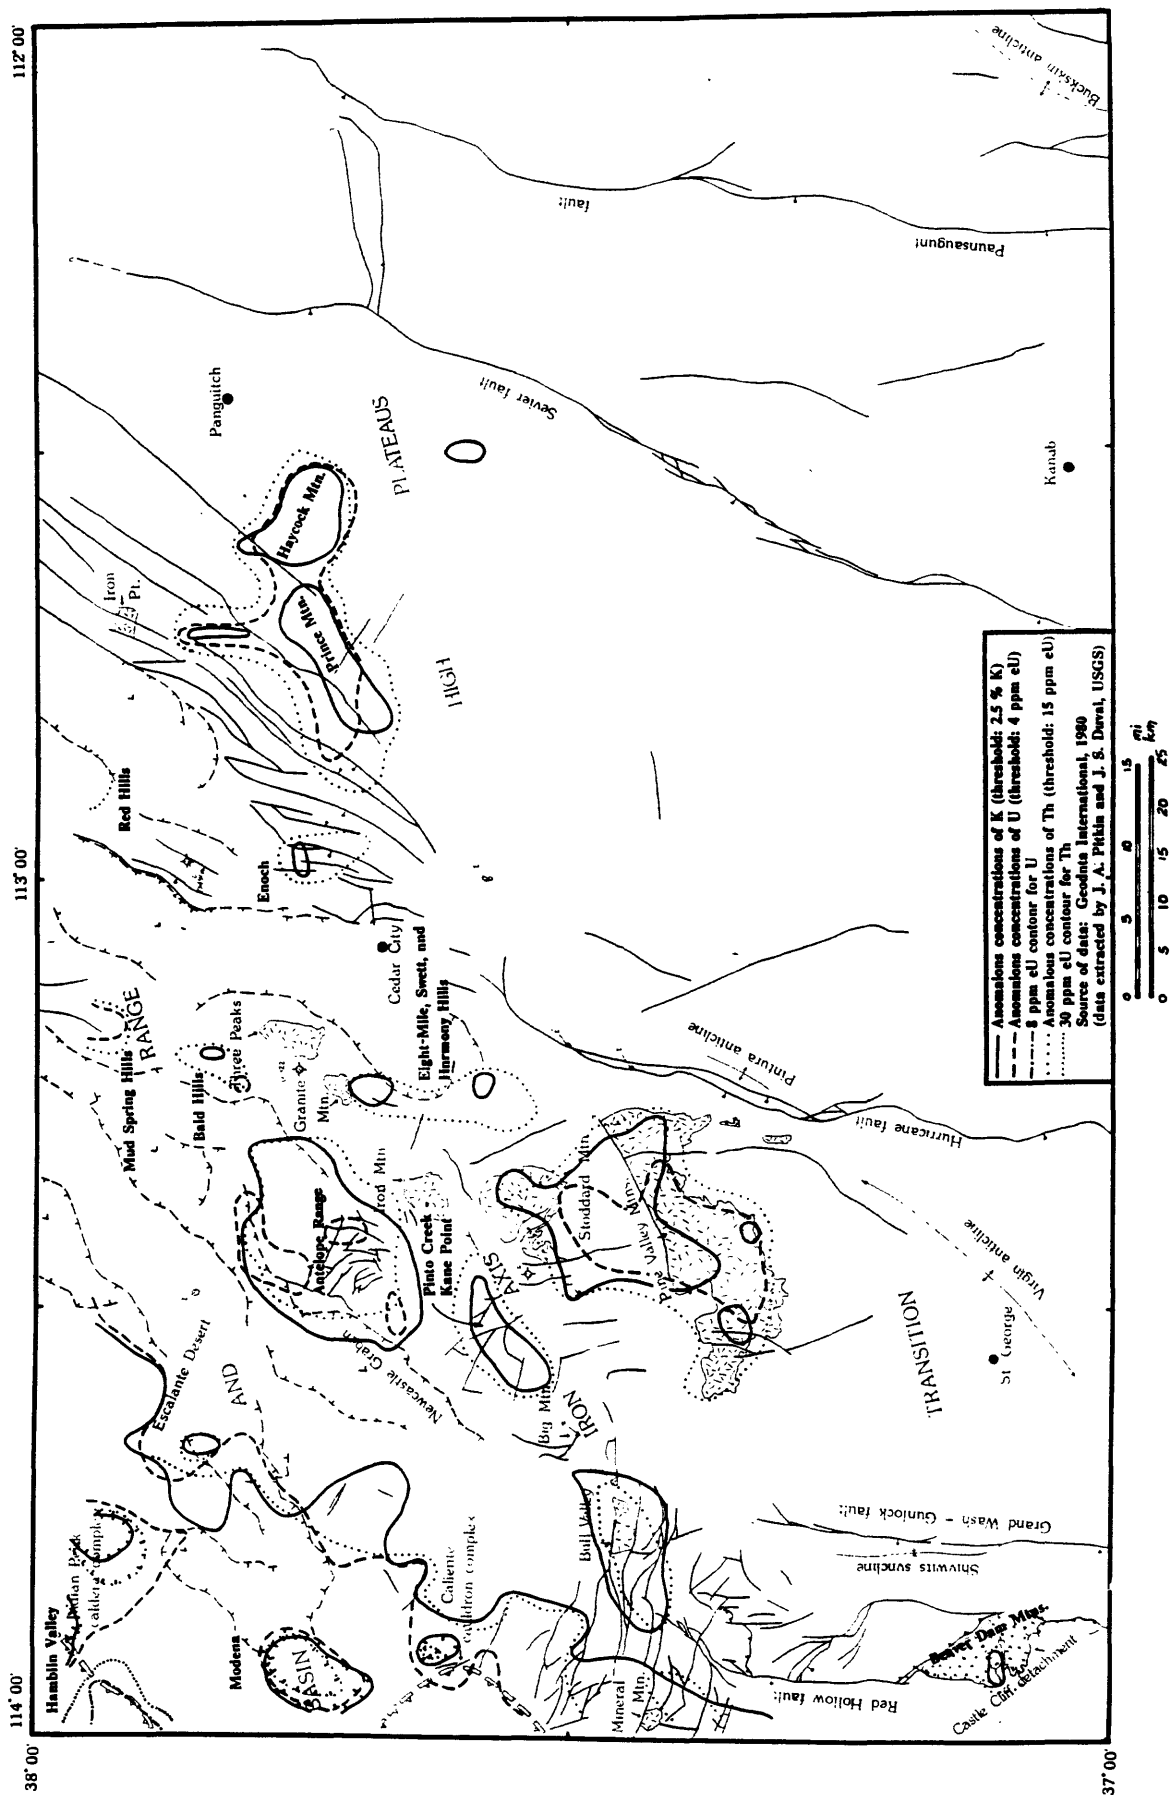 112° 00'
113° 00'
114° 00'
38° 00'
37° 00'
Buckskin anticline
fault
Paunsaugunt
Panguitch
Sevier fault
PLATEAUS
HIGH
Kanab
Haycock Mtn.
Prince Mtn.
Iron
Pt.
Red Hills
Enoch
Cedar City
Eight-Mile, Swett, and
Harmony Hills
RANGE
Mud Spring Hills
Bald Hills
Three Peaks
Granite
Mtn.
Iron Mtn
Antelope Range
Pinto Creek -
Kane Point
Stoddard Mtn.
Pine Valley Mtns
Pintura anticline
Hurricane fault
Virgin anticline
St George
TRANSITION
AXIS
IRON
Big Mtn
Newcastle Graben
Escalante Desert
AND
BASIN
Hamblin Valley
Indian Peak
caldera complex
Modena
Caliente
caldron complex
Bull Valley
Mineral
Mtn.
Grand Wash - Gunlock fault
Shivwits syncline
Red Hollow fault
Beaver Dam Mtns.
Castle Cliff detachment
Anomalous concentrations of K (threshold: 2.5 % K)
Anomalous concentrations of U (threshold: 4 ppm eU)
8 ppm eU contour for U
Anomalous concentrations of Th (threshold: 15 ppm eU)
30 ppm eU contour for Th
Source of data: Geodata International, 1980
(data extracted by J. A. Pitkin and J. S. Duval, USGS)
0 5 10 15 mi
0 5 10 15 20 25 km